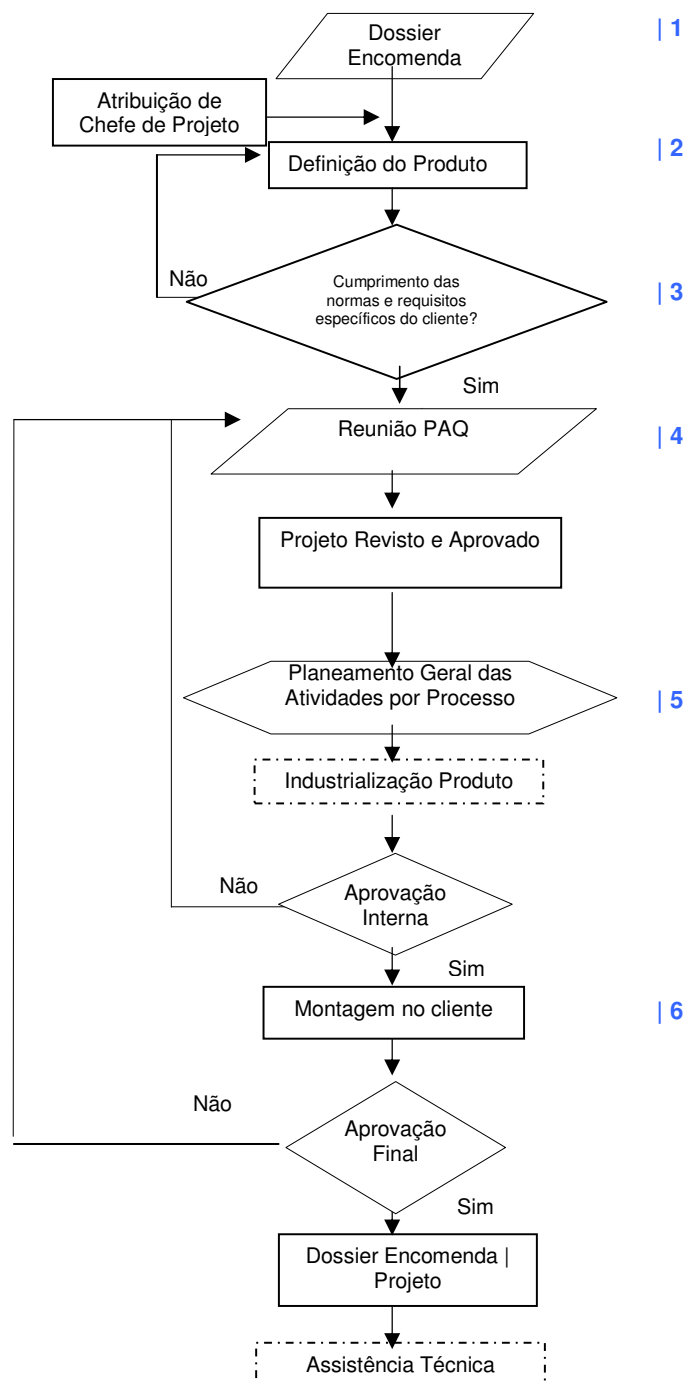 Dossier
Encomenda
| 1
Atribuição de
Chefe de Projeto
Definição do Produto
| 2
Não
Cumprimento das
normas e requisitos
específicos do cliente?
| 3
Sim
Reunião PAQ
| 4
Projeto Revisto e Aprovado
Planeamento Geral das
Atividades por Processo
| 5
Industrialização Produto
Não
Aprovação
Interna
Sim
Montagem no cliente
| 6
Não
Aprovação
Final
Sim
Dossier Encomenda |
Projeto
Assistência Técnica